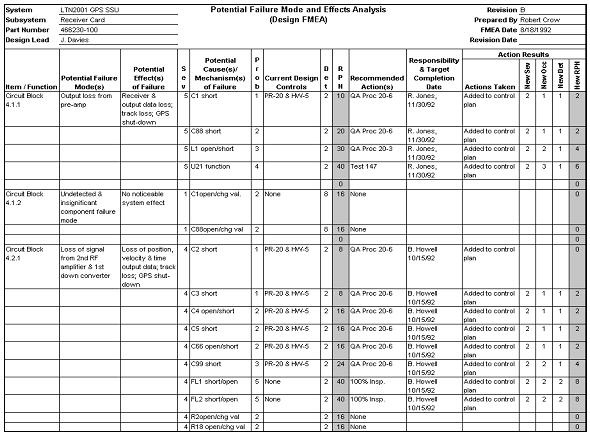 System LTN2001 GPS SSU
Subsystem Receiver Card
Part Number 466230-100
Design Lead J. Davies
Potential Failure Mode and Effects Analysis
(Design FMEA)
Revision B
Prepared By Robert Crow
FMEA Date 8/18/1992
Revision Date
Action Results
Item / Function | Potential Failure Mode(s) | Potential Effect(s) of Failure | Sev | Potential Cause(s)/ Mechanism(s) of Failure | Prob | Current Design Controls | Det | RPN | Recommended Action(s) | Responsibility & Target Completion Date | Actions Taken | New Sev | New Occ | New Det | New RPN
Circuit Block 4.1.1 | Output loss from pre-amp | Receiver & output data loss; track loss; GPS shut-down | 5 | C1 short | 1 | PR-20 & HW-5 | 2 | 10 | QA Proc 20-6 | R. Jones, 11/30/92 | Added to control plan | 2 | 1 | 1 | 2
5 | C88 short | 2 | 2 | 20 | QA Proc 20-6 | R. Jones, 11/30/92 | Added to control plan | 2 | 1 | 1 | 2
5 | L1 open/short | 3 | 2 | 30 | QA Proc 20-3 | R. Jones, 11/30/92 | Added to control plan | 2 | 2 | 1 | 4
5 | U21 function | 4 | 2 | 40 | Test 147 | R. Jones, 11/30/92 | Added to control plan | 2 | 3 | 1 | 6
0 | 0
Circuit Block 4.1.2 | Undetected & insignificant component failure mode | No noticeable system effect | 1 | C1open/chg val. | 2 | None | 8 | 16 | None | 0
1 | C88open/chg val | 2 | 8 | 16 | None | 0
0 | 0
Circuit Block 4.2.1 | Loss of signal from 2nd RF amplifier & 1st down converter | Loss of position, velocity & time output data; track loss; GPS shut-down | 4 | C2 short | 1 | PR-20 & HW-5 | 2 | 8 | QA Proc 20-6 | B. Howell 10/15/92 | Added to control plan | 0
4 | C3 short | 1 | PR-20 & HW-5 | 2 | 8 | QA Proc 20-6 | B. Howell 10/15/92 | Added to control plan | 2 | 1 | 1 | 2
4 | C4 open/short | 2 | PR-20 & HW-5 | 2 | 16 | QA Proc 20-6 | B. Howell 10/15/92 | Added to control plan | 2 | 1 | 1 | 2
4 | C5 short | 2 | PR-20 & HW-5 | 2 | 16 | QA Proc 20-6 | B. Howell 10/15/92 | Added to control plan | 2 | 1 | 1 | 2
4 | C66 open/short | 2 | PR-20 & HW-5 | 2 | 16 | QA Proc 20-6 | B. Howell 10/15/92 | Added to control plan | 2 | 1 | 1 | 2
4 | C99 short | 3 | PR-20 & HW-5 | 2 | 24 | QA Proc 20-6 | B. Howell 10/15/92 | Added to control plan | 2 | 2 | 1 | 4
4 | FL1 short/open | 5 | None | 2 | 40 | 100% Insp. | B. Howell 10/15/92 | Added to control plan | 2 | 2 | 2 | 8
4 | FL2 short/open | 5 | None | 2 | 40 | 100% Insp. | B. Howell 10/15/92 | Added to control plan | 2 | 2 | 2 | 8
4 | R2open/chg val | 2 | 2 | 16 | None | 0
4 | R18 open/chg val | 2 | 2 | 16 | None | 0